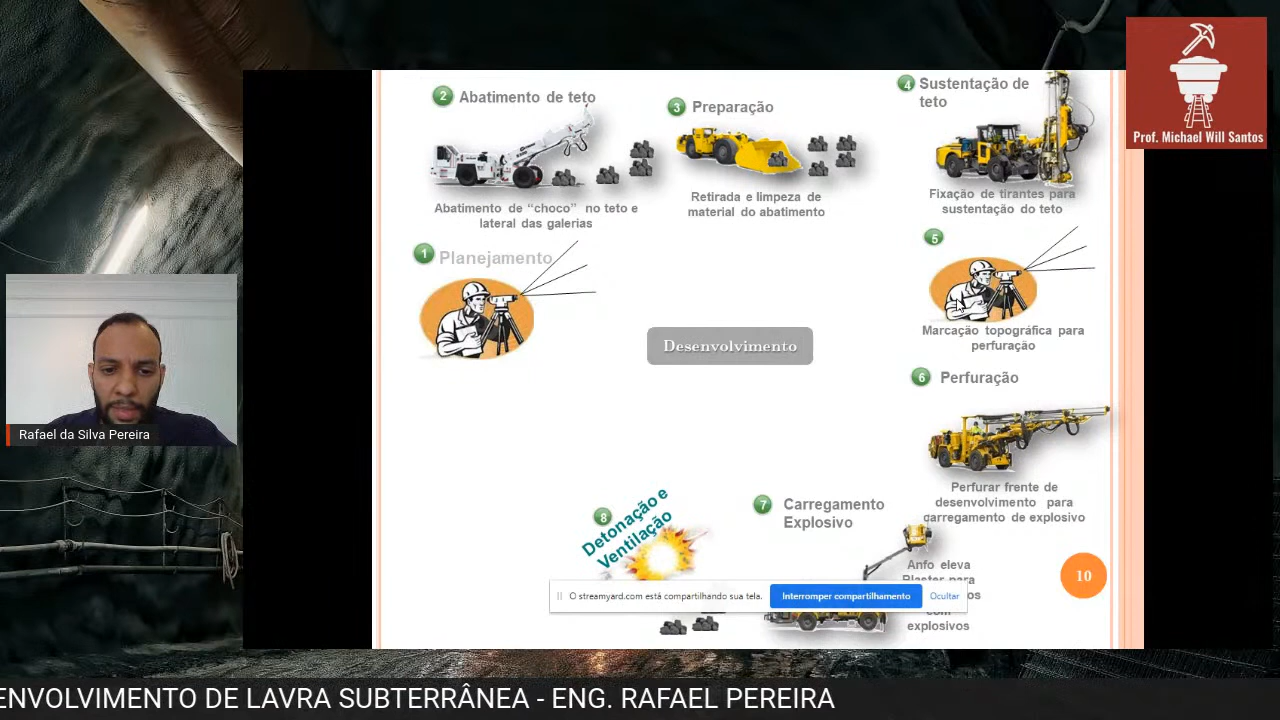 2 Abatimento de teto
Abatimento de “choco” no teto e
lateral das galerias
3 Preparação
Retirada e limpeza de
material do abatimento
4 Sustentação de
teto
Fixação de tirantes para
sustentação do teto
Prof. Michael Will Santos
1 Planejamento
5
Marcação topográfica para
perfuração
Desenvolvimento
6 Perfuração
Perfurar frente de
desenvolvimento para
carregamento de explosivo
8 Detonação e
Ventilação
7 Carregamento
Explosivo
Anfo eleva
Blaster para
com
explosivos
10
O streamyard.com está compartilhando sua tela.
Interromper compartilhamento
Ocultar
Rafael da Silva Pereira
ENVOLVIMENTO DE LAVRA SUBTERRÂNEA - ENG. RAFAEL PEREIRA